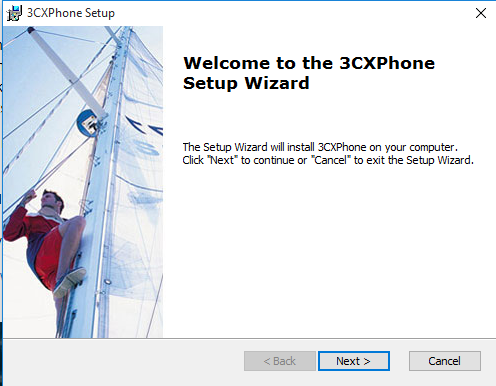 3CXPhone Setup
Welcome to the 3CXPhone
Setup Wizard
The Setup Wizard will install 3CXPhone on your computer.
Click "Next" to continue or "Cancel" to exit the Setup Wizard.
< Back
Next >
Cancel